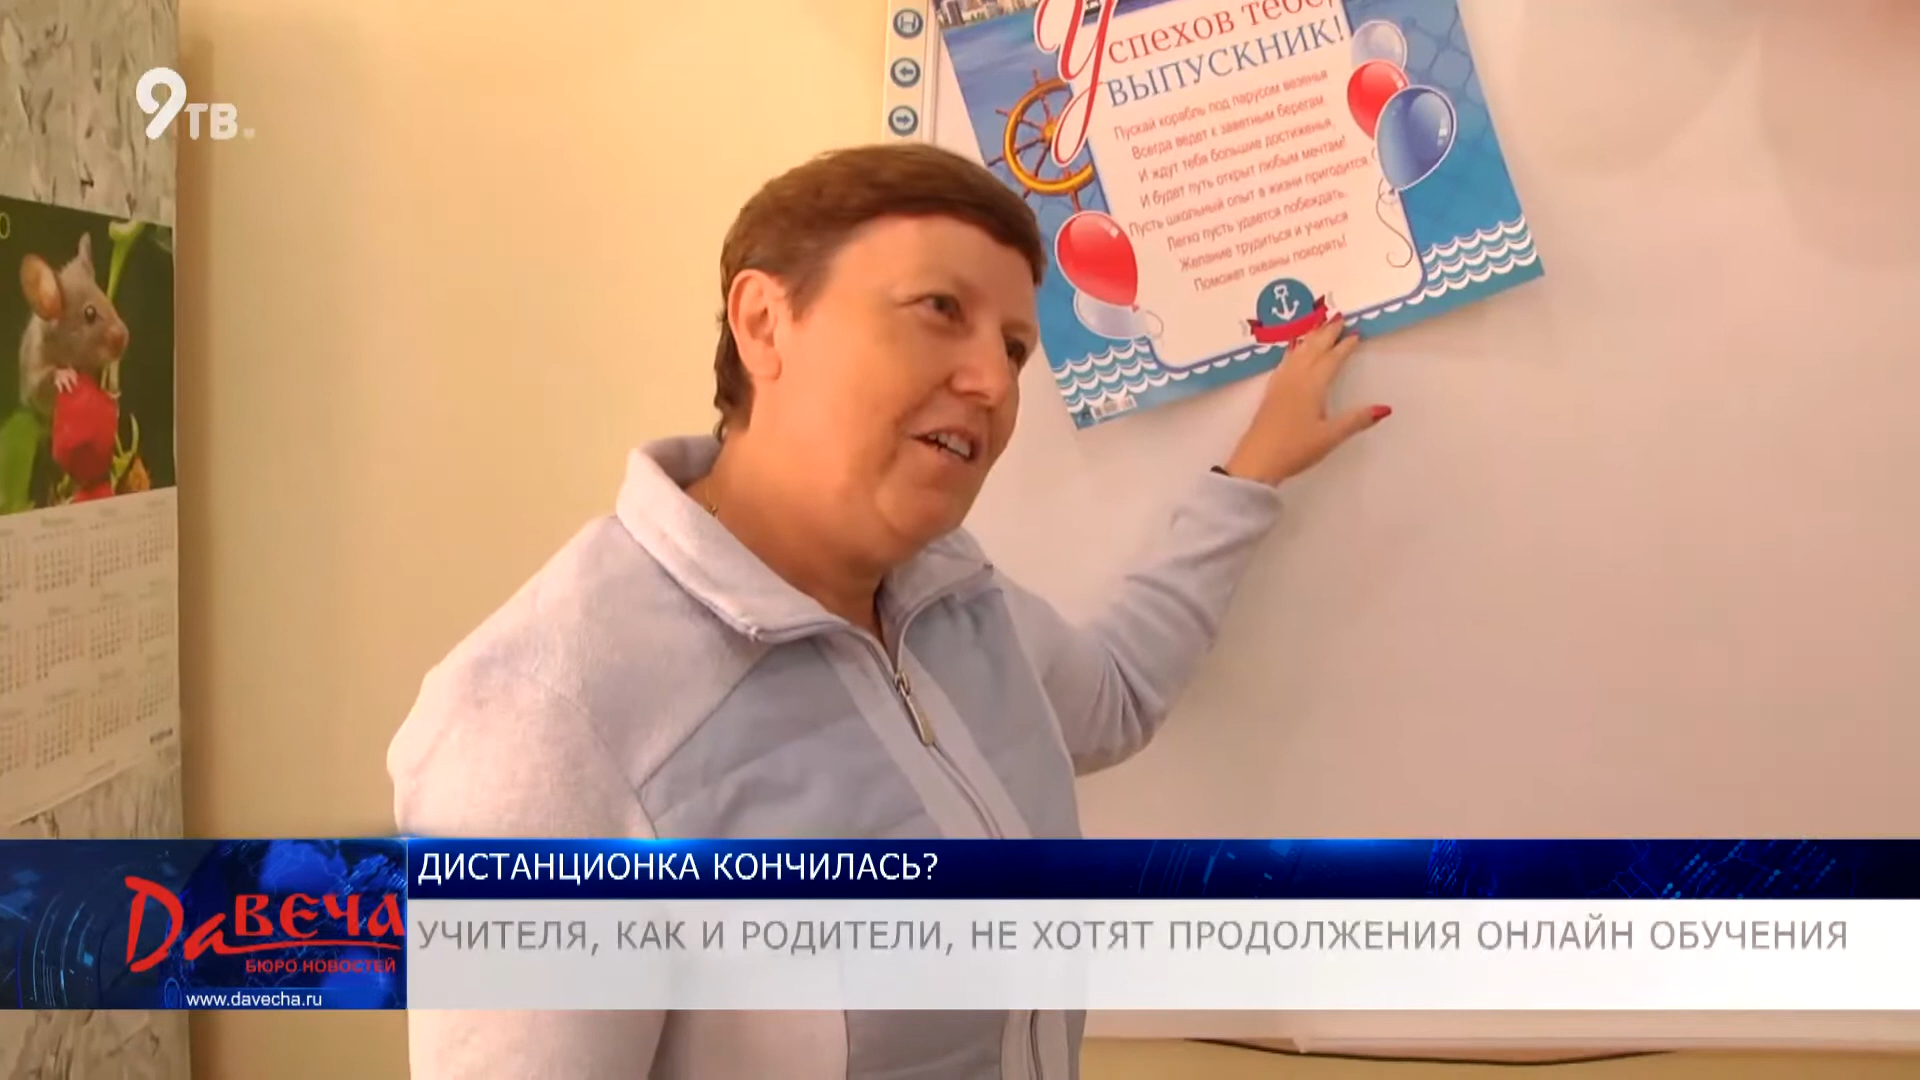 9ТВ.
Успехов тебе,
ВЫПУСКНИК!
Пускай корабль под парусом везенья
Всегда ведет к заветным берегам.
И ждут тебя большие достиженья,
И будет путь открыт любым мечтам!
Пусть школьный опыт в жизни пригодится.
Легко пусть удается побеждать.
Желание трудиться и учиться
Поможет океаны покорять!
ДИСТАНЦИОНКА КОНЧИЛАСЬ?
УЧИТЕЛЯ, КАК И РОДИТЕЛИ, НЕ ХОТЯТ ПРОДОЛЖЕНИЯ ОНЛАЙН ОБУЧЕНИЯ
ДаВЕЧА
БЮРО НОВОСТЕЙ
www.davecha.ru